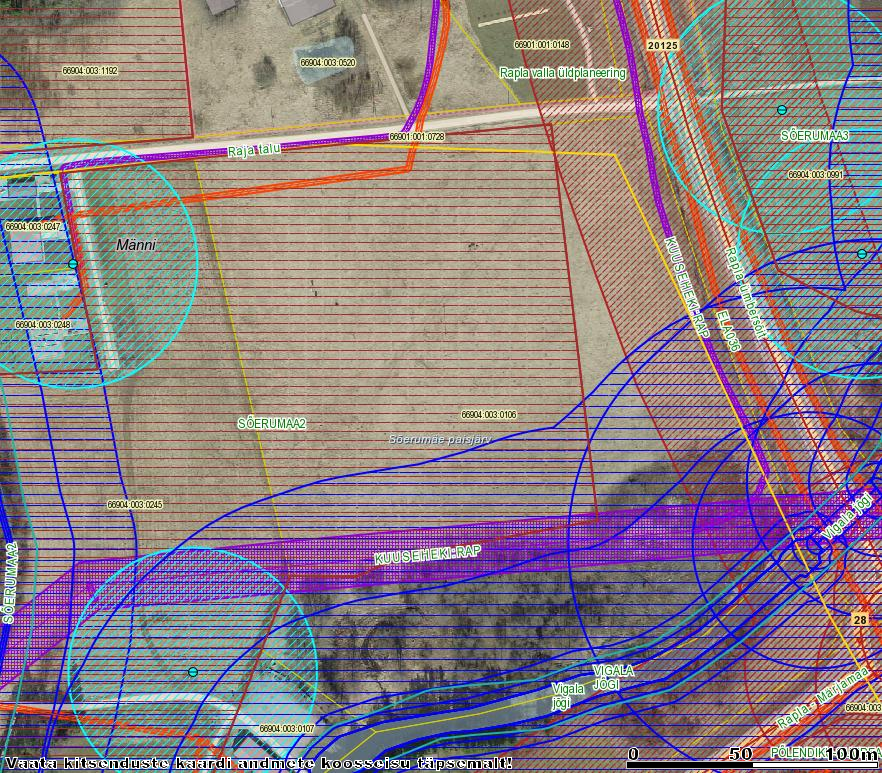 66901:001:0148
20125
66904:003:1192
66904:003:0520
Rapla valla üldplaneering
66901:001:0728
SÕERUMAA3
Raja talu
66904:003:0991
66904:003:0247
Männi
KUUSEHEKI-RAP
Rapla ümbersõit
ELA036
66904:003:0248
SÕERUMAA2
66904:003:0106
Sõerumäe paisjärv
66904:003:0245
Vigala jõgi
KUUSEHEKI-RAP
SÕERUMAA2
28
VIGALA
JÕGI
Vigala
jõgi
Rapla - Märjamaa
66904:003
66904:003:0107
PÕLENDIK
0 50 100m
Vaata kitsenduste kaardi andmete koosseisu täpsemalt!